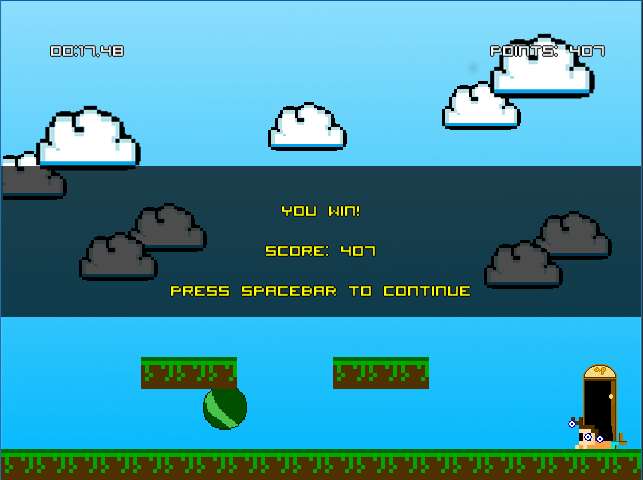 00:17.48
POINTS: 407
YOU WIN!
SCORE: 407
PRESS SPACEBAR TO CONTINUE